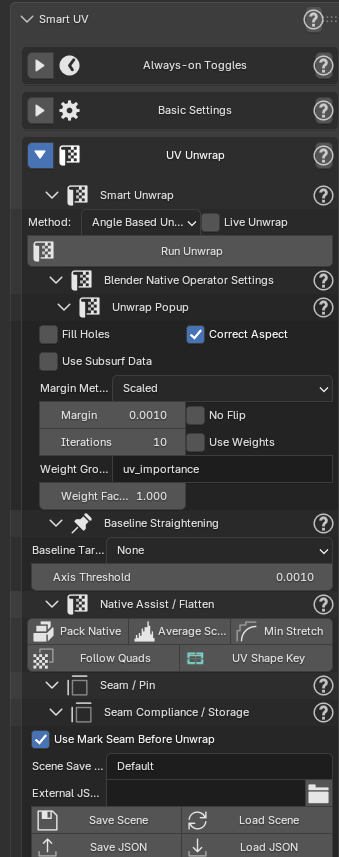 Smart UV
Always-on Toggles
Basic Settings
UV Unwrap
Smart Unwrap
Method: Angle Based Un... Live Unwrap
Run Unwrap
Blender Native Operator Settings
Unwrap Popup
Fill Holes Correct Aspect
Use Subsurf Data
Margin Met... Scaled
Margin 0.0010 No Flip
Iterations 10 Use Weights
Weight Gro... uv_importance
Weight Fac... 1.000
Baseline Straightening
Baseline Tar... None
Axis Threshold 0.0010
Native Assist / Flatten
Pack Native Average Sc... Min Stretch
Follow Quads UV Shape Key
Seam / Pin
Seam Compliance / Storage
Use Mark Seam Before Unwrap
Scene Save ... Default
External JS...
Save Scene Load Scene
Save JSON Load JSON